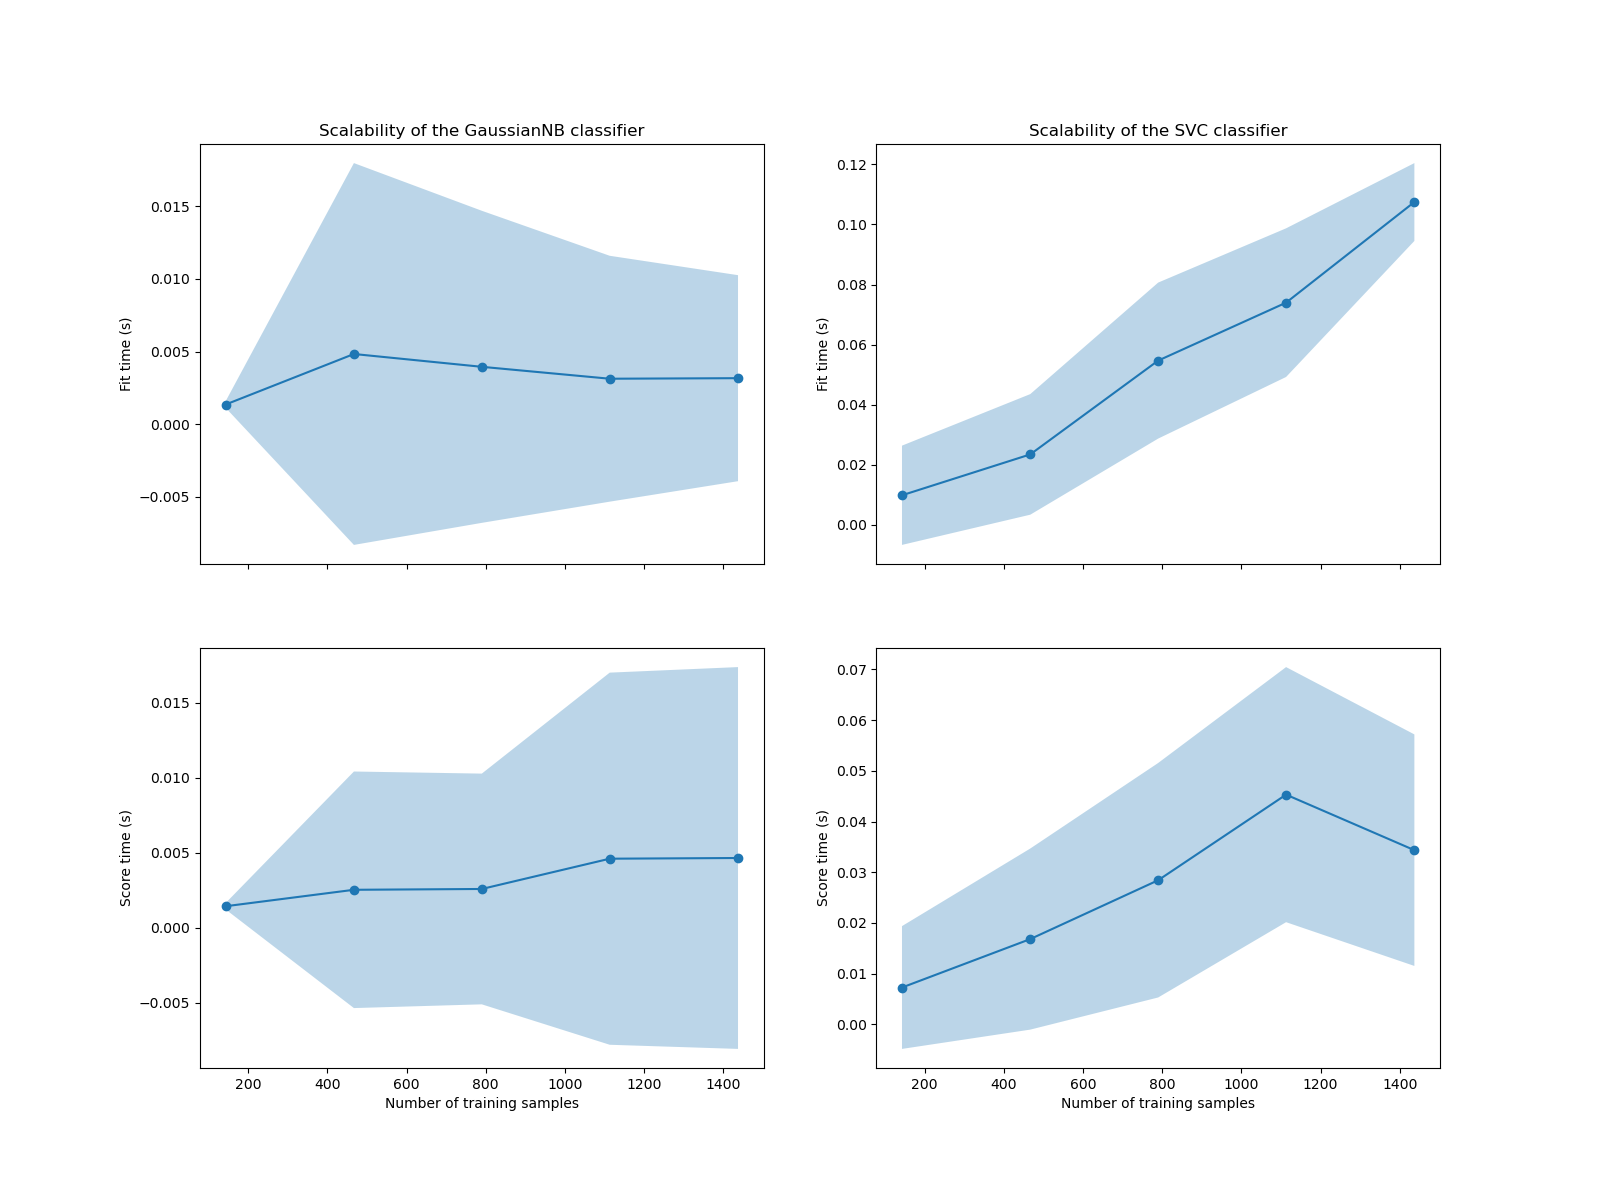 Scalability of the GaussianNB classifier
Fit time (s)
0.015
0.010
0.005
0.000
−0.005
Scalability of the SVC classifier
Fit time (s)
0.12
0.10
0.08
0.06
0.04
0.02
0.00
Score time (s)
0.015
0.010
0.005
0.000
−0.005
200 400 600 800 1000 1200 1400
Number of training samples
Score time (s)
0.07
0.06
0.05
0.04
0.03
0.02
0.01
0.00
200 400 600 800 1000 1200 1400
Number of training samples